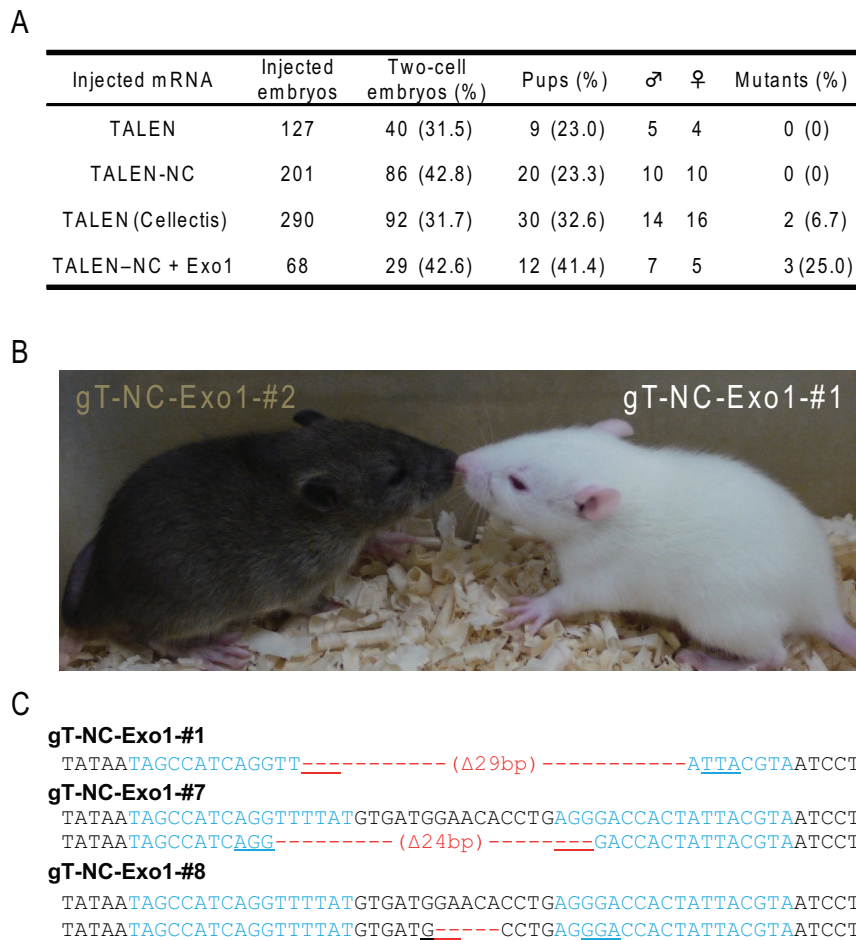 A
Injected mRNA Injected embryos Two-cell embryos (%) Pups (%) ♂ ♀ Mutants (%)
TALEN 127 40 (31.5) 9 (23.0) 5 4 0 (0)
TALEN-NC 201 86 (42.8) 20 (23.3) 10 10 0 (0)
TALEN (Cellectis) 290 92 (31.7) 30 (32.6) 14 16 2 (6.7)
TALEN–NC + Exo1 68 29 (42.6) 12 (41.4) 7 5 3 (25.0)
B
gT-NC-Exo1-#2 gT-NC-Exo1-#1
C
gT-NC-Exo1-#1
TATAATAGCCATCAGGTT-----------(Δ29bp)-----------ATTACGTAATCCT
gT-NC-Exo1-#7
TATAATAGCCATCAGGTTTTATGTGATGGAACACCTGAGGGACCACTATTACGTAATCCT
TATAATAGCCATCAGG---------(Δ24bp)--------GACCACTATTACGTAATCCT
gT-NC-Exo1-#8
TATAATAGCCATCAGGTTTTATGTGATGGAACACCTGAGGGACCACTATTACGTAATCCT
TATAATAGCCATCAGGTTTTATGTGATG-----CCTGAGGGACCACTATTACGTAATCCT